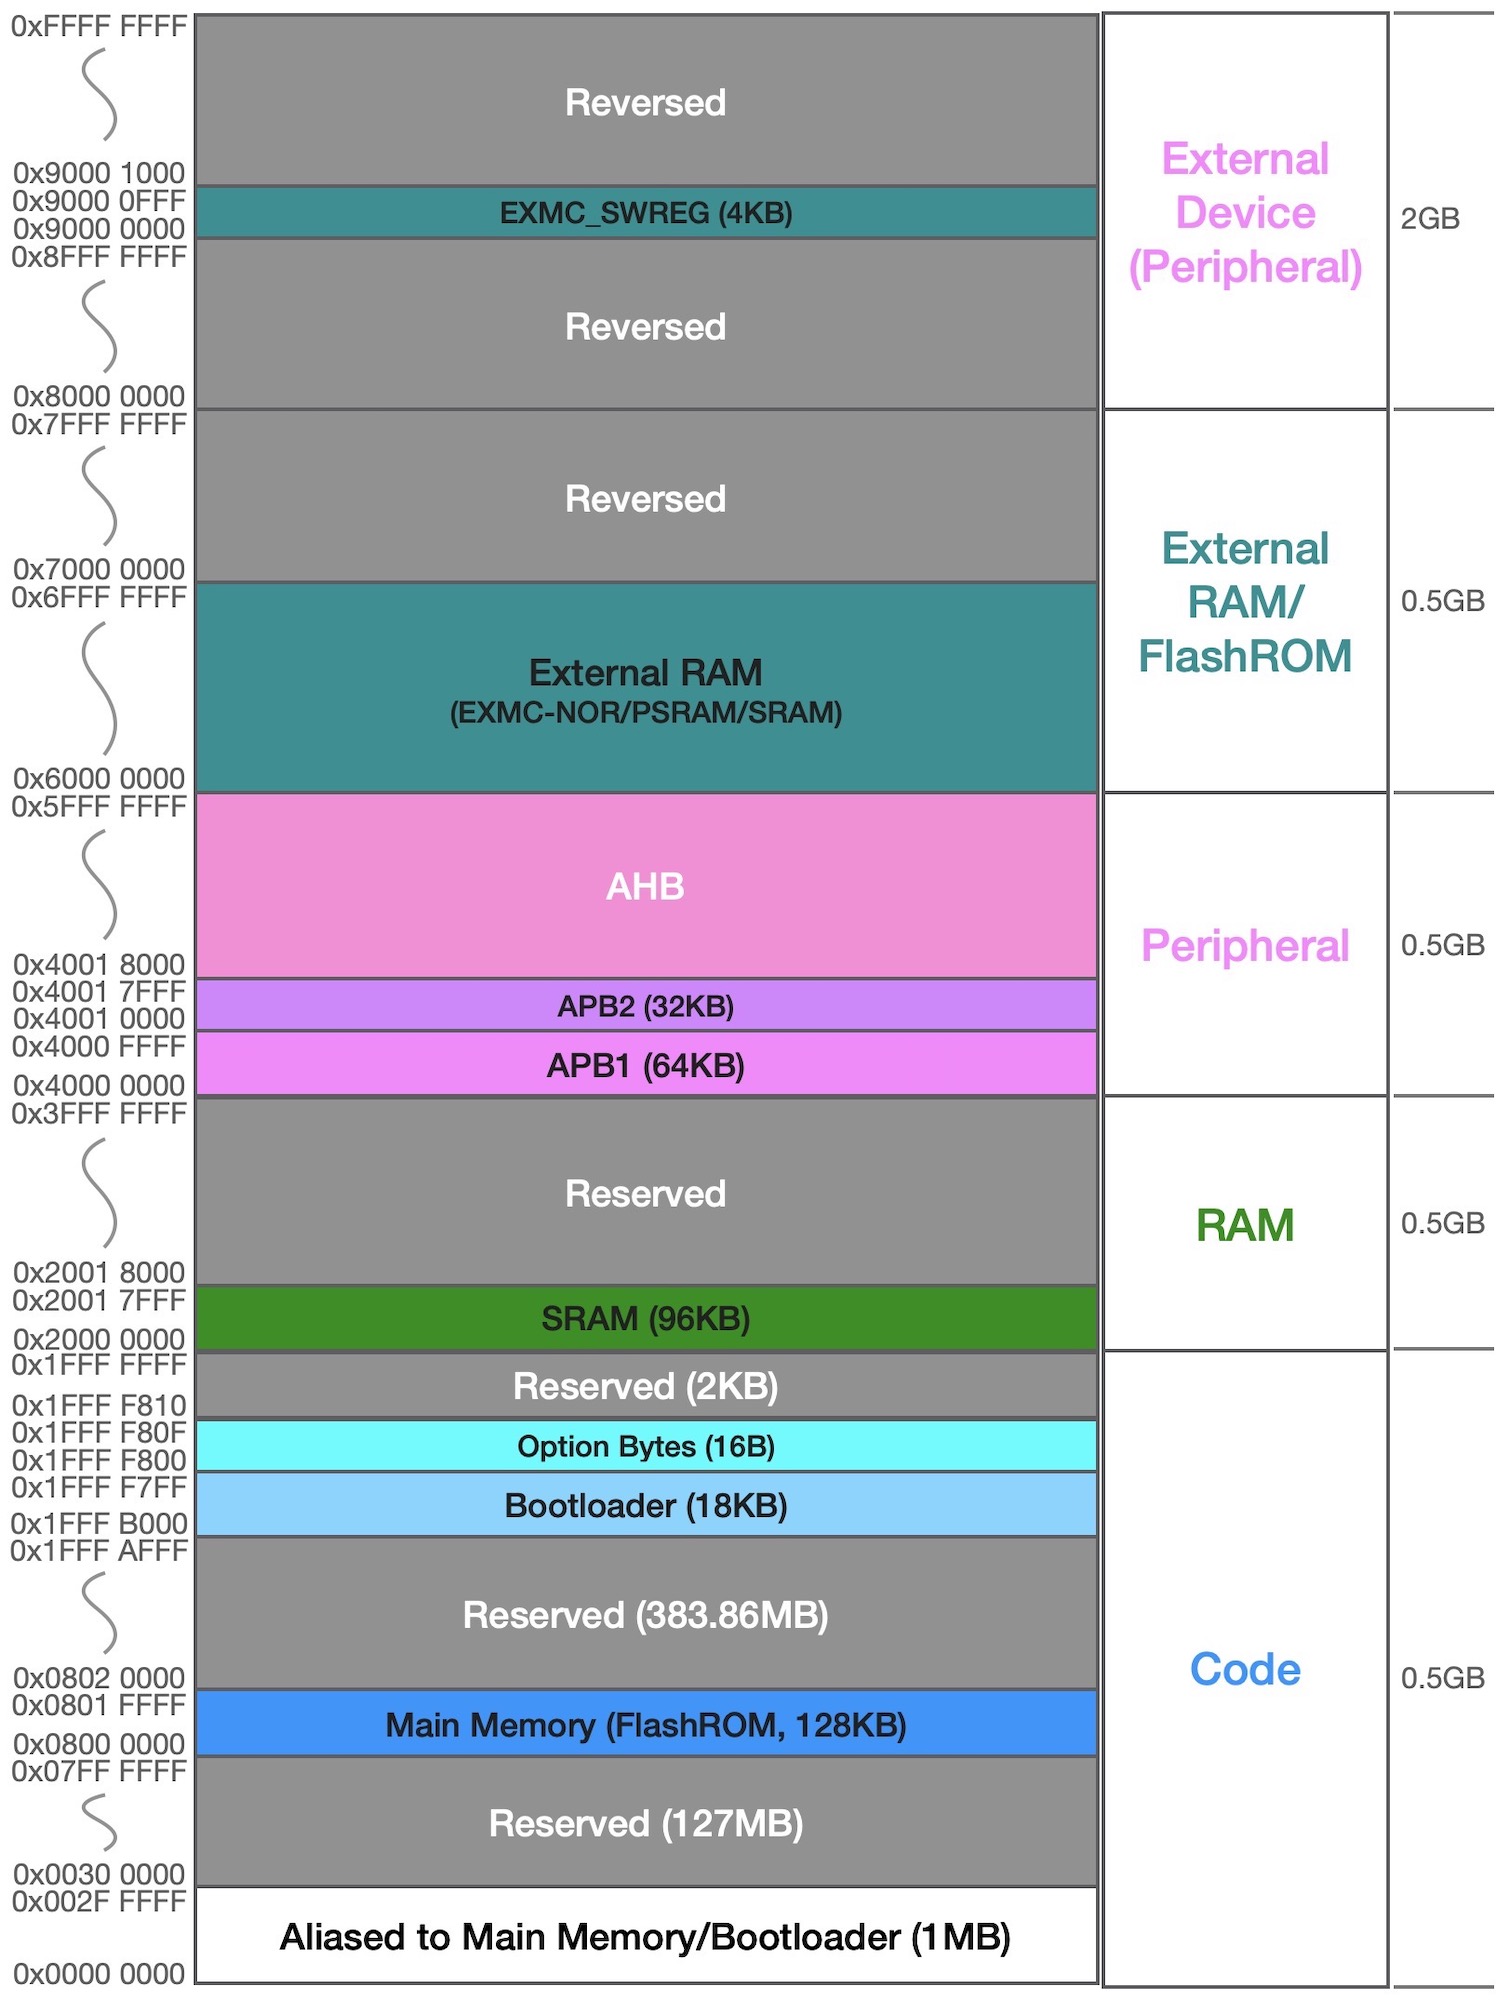 0xFFFF FFFF
Reversed
0x9000 1000
0x9000 0FFF
EXMC_SWREG (4KB)
0x9000 0000
0x8FFF FFFF
Reversed
0x8000 0000
External
Device
(Peripheral)
2GB
0x7FFF FFFF
Reversed
0x7000 0000
0x6FFF FFFF
External RAM
(EXMC-NOR/PSRAM/SRAM)
0x6000 0000
External
RAM/
FlashROM
0.5GB
0x5FFF FFFF
AHB
0x4001 8000
0x4001 7FFF
APB2 (32KB)
0x4001 0000
0x4000 FFFF
APB1 (64KB)
0x4000 0000
Peripheral
0.5GB
0x3FFF FFFF
Reserved
0x2001 8000
0x2001 7FFF
SRAM (96KB)
0x2000 0000
RAM
0.5GB
0x1FFF FFFF
Reserved (2KB)
0x1FFF F810
0x1FFF F80F
Option Bytes (16B)
0x1FFF F800
0x1FFF F7FF
Bootloader (18KB)
0x1FFF B000
0x1FFF AFFF
Reserved (383.86MB)
0x0802 0000
0x0801 FFFF
Main Memory (FlashROM, 128KB)
0x0800 0000
0x07FF FFFF
Reserved (127MB)
0x0030 0000
0x002F FFFF
Aliased to Main Memory/Bootloader (1MB)
0x0000 0000
Code
0.5GB